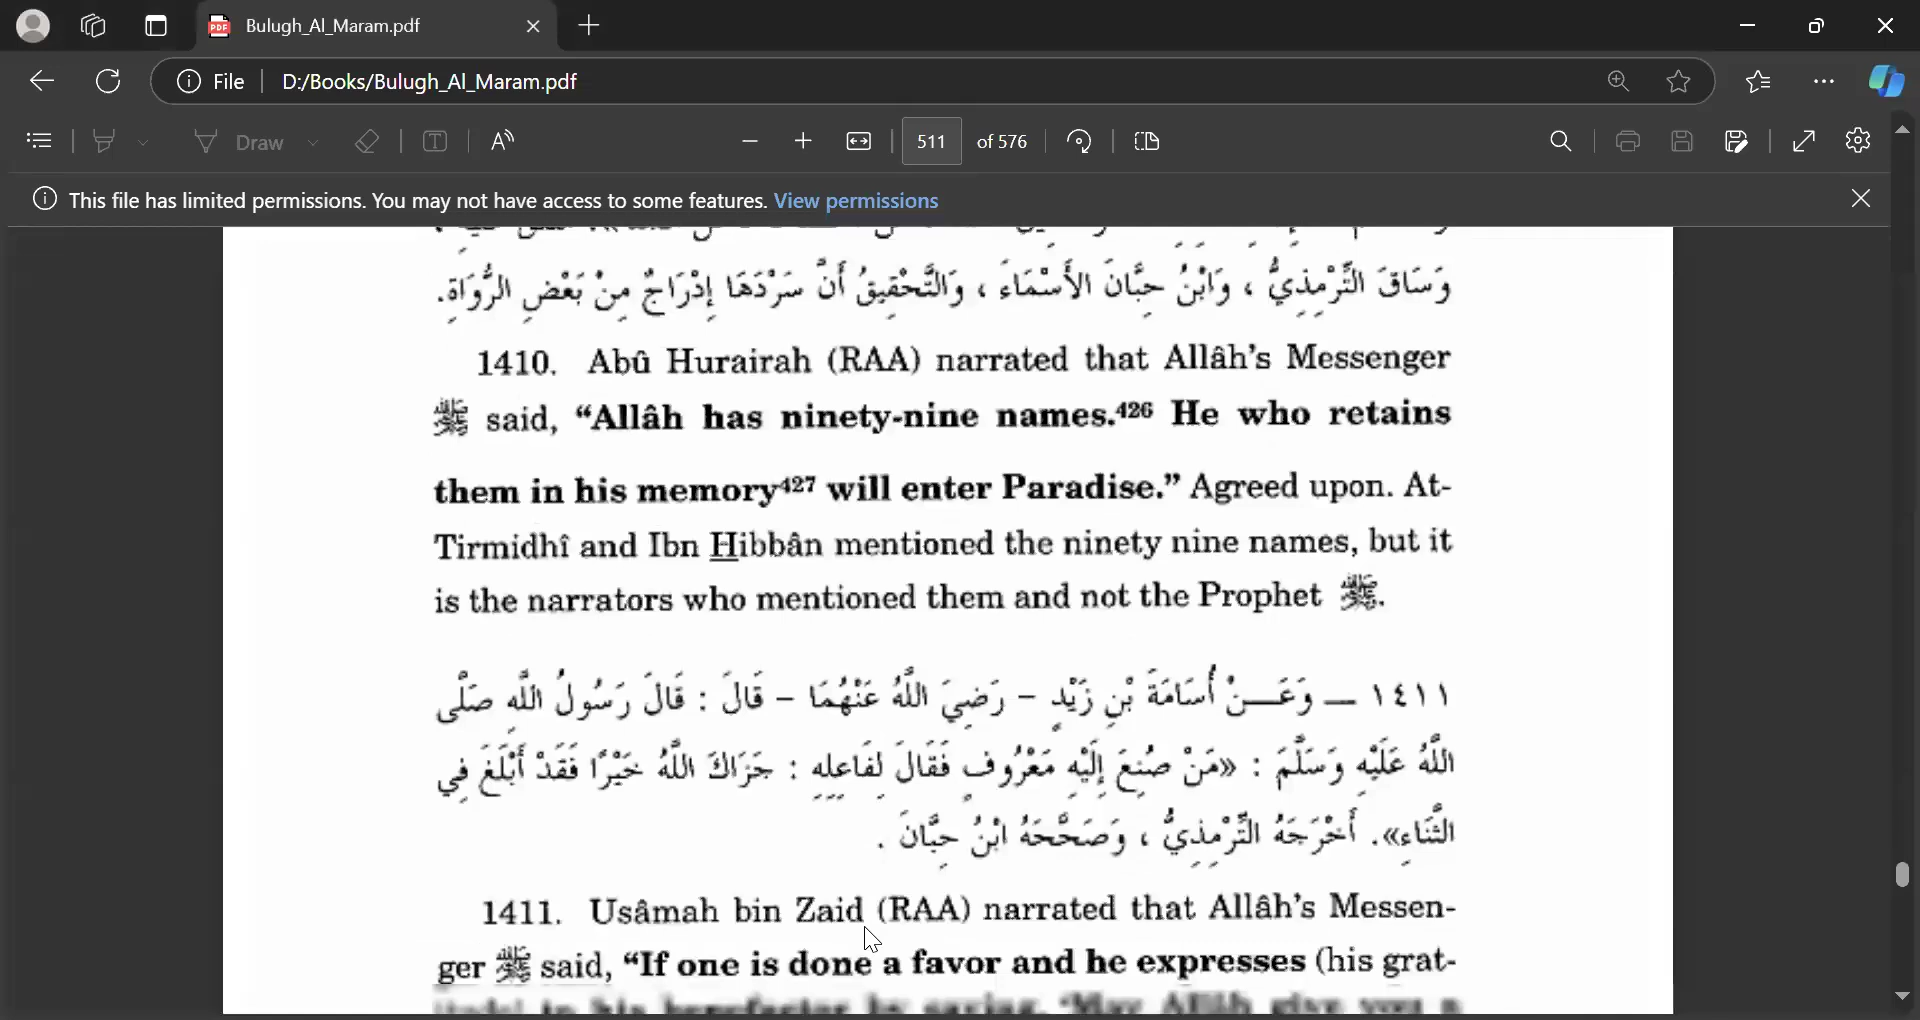 Bulugh_Al_Maram.pdf
File D:/Books/Bulugh_Al_Maram.pdf
Draw 511 of 576
This file has limited permissions. You may not have access to some features. View permissions
وَسَاقَ التِّرْمِذِيُّ ، وَابْنُ حِبَّانَ الأَسْمَاءَ ، وَالتَّحْقِيقُ أَنَّ سَرْدَهَا إِدْرَاجٌ مِنْ بَعْضِ الرُّوَاةِ.
1410. Abû Hurairah (RAA) narrated that Allâh's Messenger
ﷺ said, “Allâh has ninety-nine names.⁴²⁶ He who retains
them in his memory⁴²⁷ will enter Paradise.” Agreed upon. At-
Tirmidhî and Ibn Hibbân mentioned the ninety nine names, but it
is the narrators who mentioned them and not the Prophet ﷺ.
١٤١١ – وَعَـــنْ أُسَامَةَ بْنِ زَيْدٍ – رَضِيَ اللَّهُ عَنْهُمَا – قَالَ : قَالَ رَسُولُ اللَّهِ صَلَّى
اللَّهُ عَلَيْهِ وَسَلَّمَ : «مَنْ صُنِعَ إِلَيْهِ مَعْرُوفٍ فَقَالَ لِفَاعِلِهِ : جَزَاكَ اللَّهُ خَيْرًا فَقَدْ أَبْلَغَ فِي
الثَّنَاءِ». أَخْرَجَهُ التِّرْمِذِيُّ ، وَصَحَّحَهُ ابْنُ حِبَّانَ .
1411. Usâmah bin Zaid (RAA) narrated that Allâh's Messen-
ger ﷺ said, “If one is done a favor and he expresses (his grat-